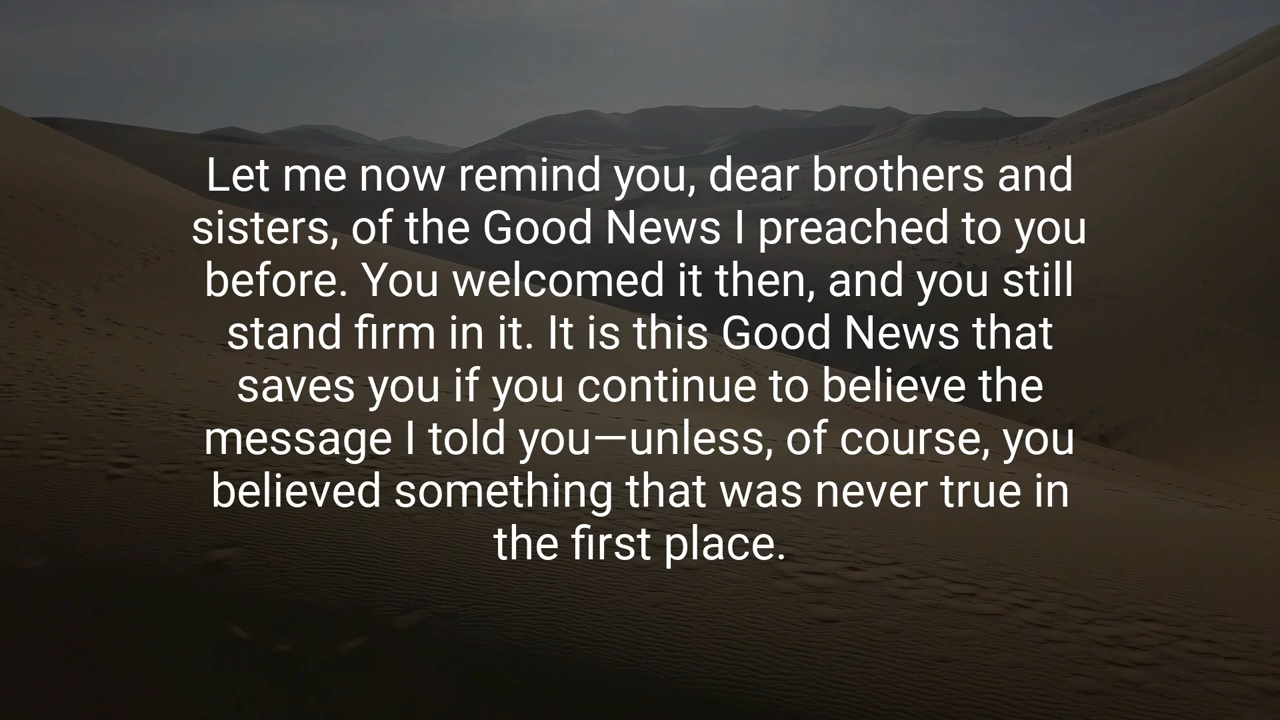 Let me now remind you, dear brothers and
sisters, of the Good News I preached to you
before. You welcomed it then, and you still
stand firm in it. It is this Good News that
saves you if you continue to believe the
message I told you—unless, of course, you
believed something that was never true in
the first place.